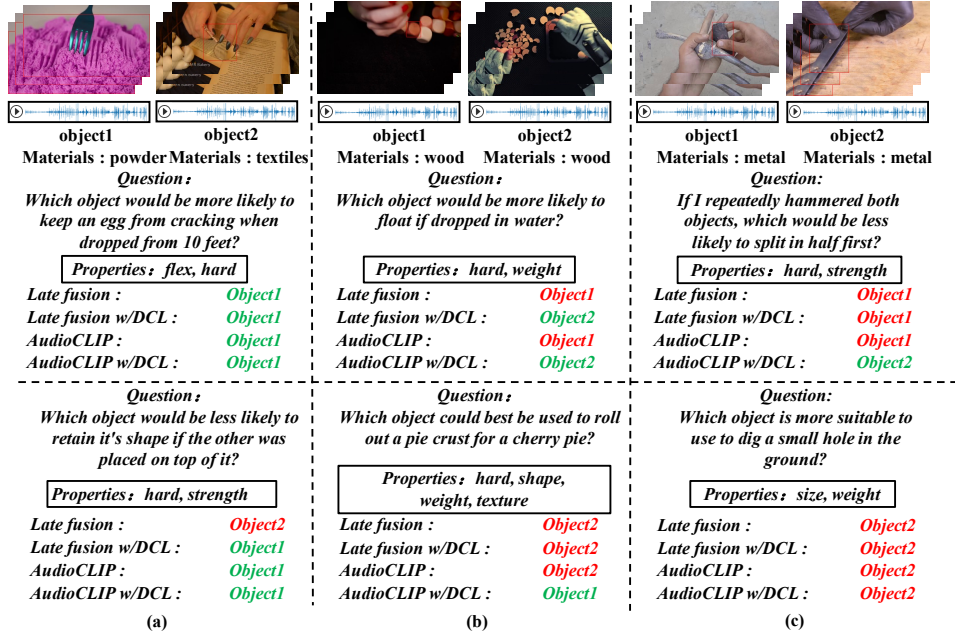 object1
object2
Materials : powder
Materials : textiles
Question:
Which object would be more likely to
keep an egg from cracking when
dropped from 10 feet?
Properties: flex, hard
Late fusion : Object1
Late fusion w/DCL : Object1
AudioCLIP : Object1
AudioCLIP w/DCL : Object1
Question:
Which object would be less likely to
retain it's shape if the other was
placed on top of it?
Properties: hard, strength
Late fusion : Object2
Late fusion w/DCL : Object1
AudioCLIP : Object1
AudioCLIP w/DCL : Object1
(a)
object1
object2
Materials : wood
Materials : wood
Question:
Which object would be more likely to
float if dropped in water?
Properties: hard, weight
Late fusion : Object1
Late fusion w/DCL : Object2
AudioCLIP : Object1
AudioCLIP w/DCL : Object2
Question:
Which object could best be used to roll
out a pie crust for a cherry pie?
Properties: hard, shape,
weight, texture
Late fusion : Object2
Late fusion w/DCL : Object2
AudioCLIP : Object2
AudioCLIP w/DCL : Object1
(b)
object1
object2
Materials : metal
Materials : metal
Question:
If I repeatedly hammered both
objects, which would be less
likely to split in half first?
Properties: hard, strength
Late fusion : Object1
Late fusion w/DCL : Object1
AudioCLIP : Object1
AudioCLIP w/DCL : Object2
Question:
Which object is more suitable to
use to dig a small hole in the
ground?
Properties: size, weight
Late fusion : Object2
Late fusion w/DCL : Object2
AudioCLIP : Object2
AudioCLIP w/DCL : Object2
(c)